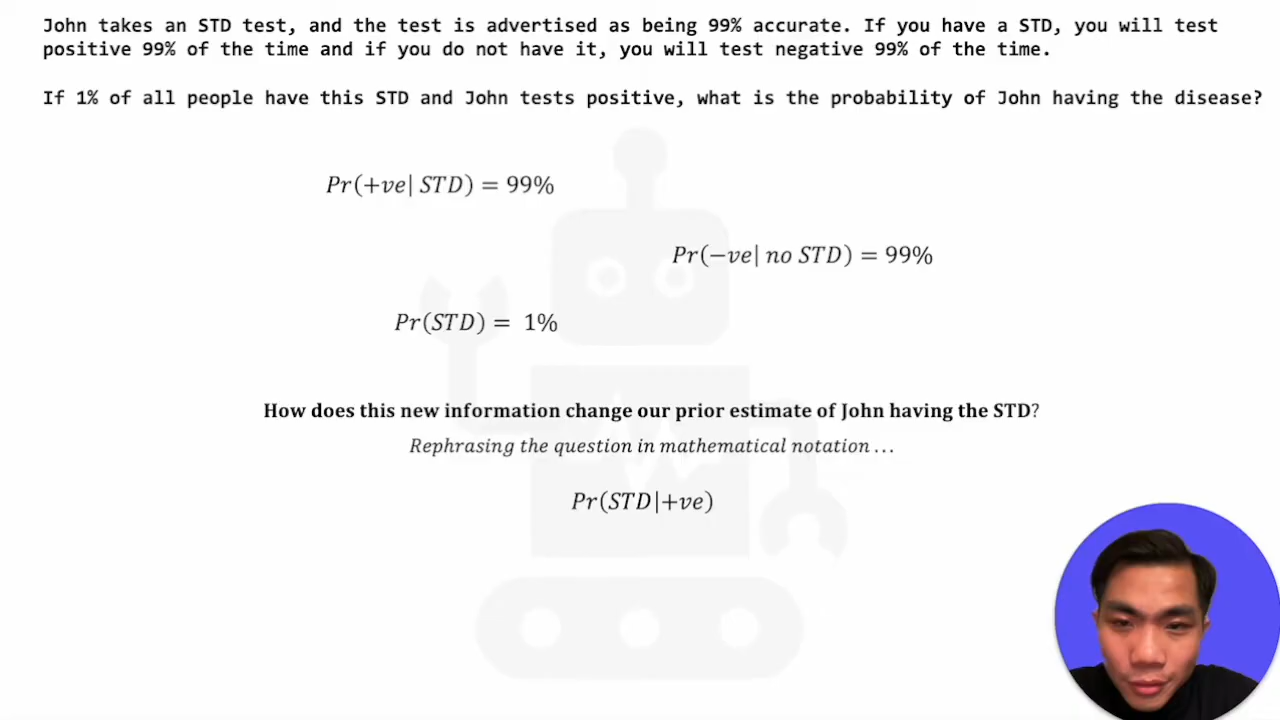 John takes an STD test, and the test is advertised as being 99% accurate. If you have a STD, you will test
positive 99% of the time and if you do not have it, you will test negative 99% of the time.
If 1% of all people have this STD and John tests positive, what is the probability of John having the disease?
Pr(+ve| STD) = 99%
Pr(−ve| no STD) = 99%
Pr(STD) = 1%
How does this new information change our prior estimate of John having the STD?
Rephrasing the question in mathematical notation …
Pr(STD|+ve)